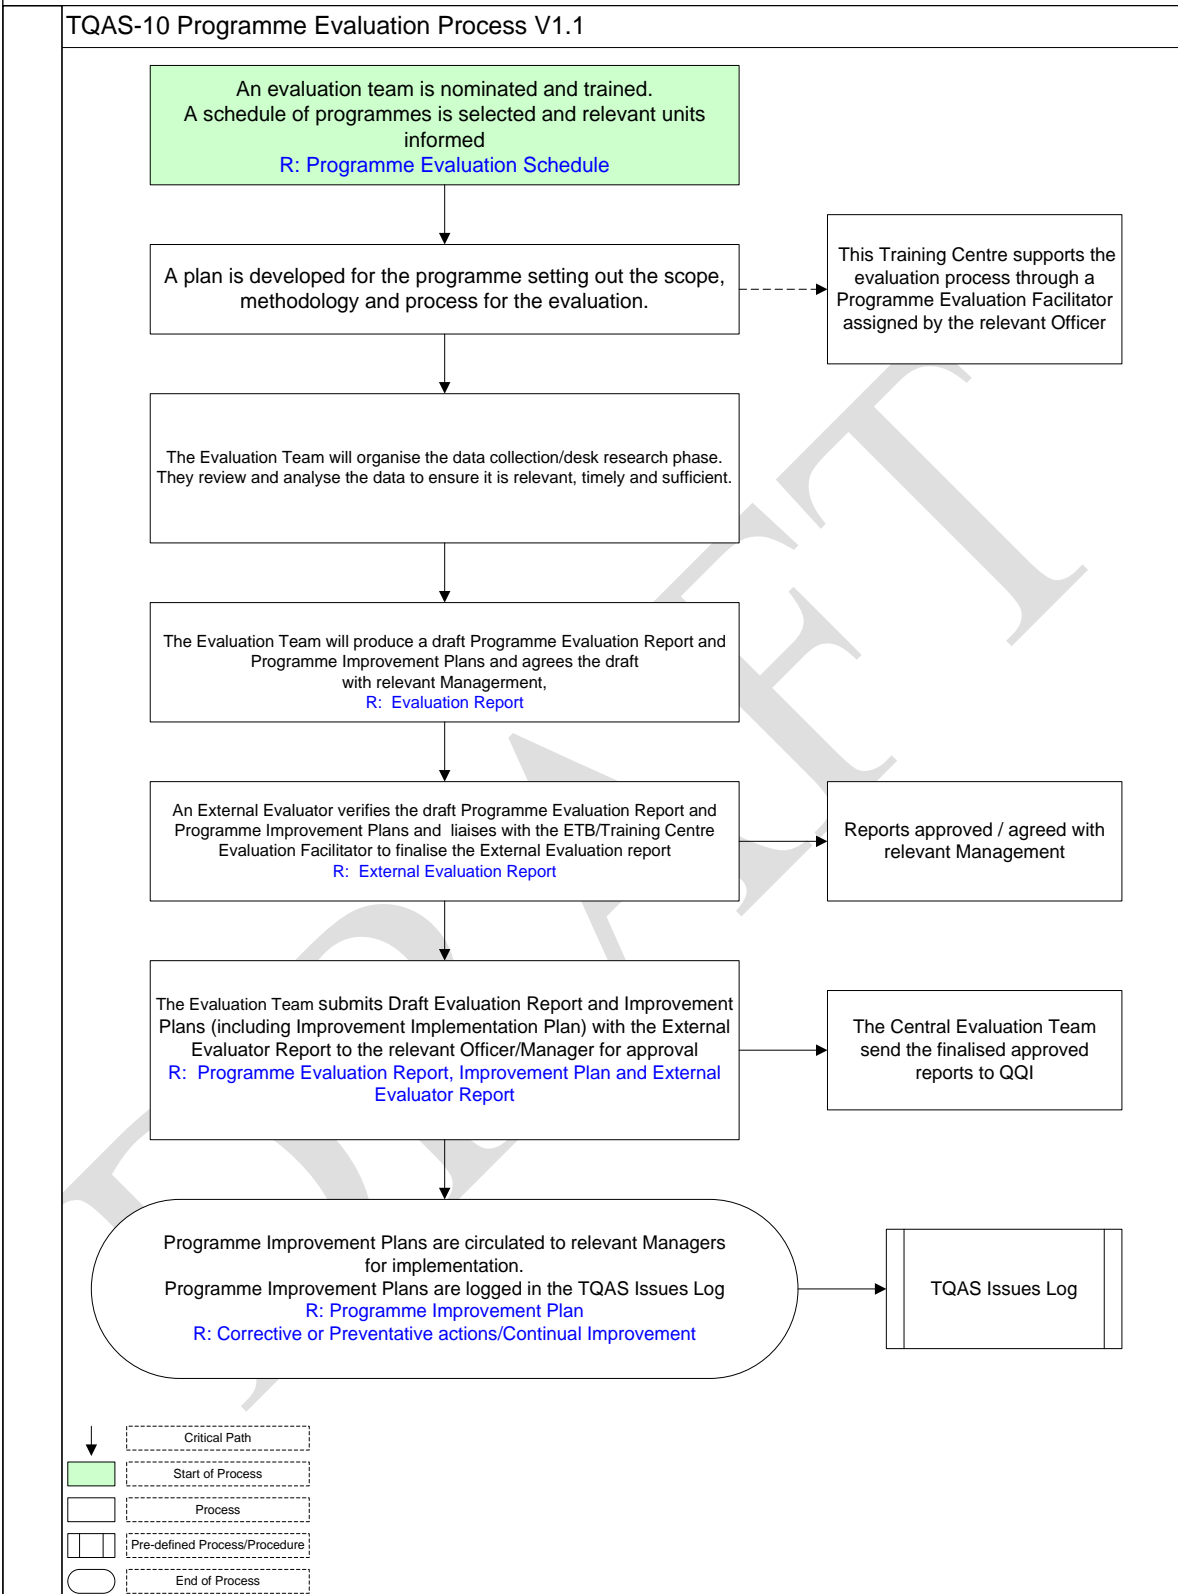 TQAS-10 Programme Evaluation Process V1.1
An evaluation team is nominated and trained.
A schedule of programmes is selected and relevant units
informed
R: Programme Evaluation Schedule
A plan is developed for the programme setting out the scope,
methodology and process for the evaluation.
This Training Centre supports the
evaluation process through a
Programme Evaluation Facilitator
assigned by the relevant Officer
The Evaluation Team will organise the data collection/desk research phase.
They review and analyse the data to ensure it is relevant, timely and sufficient.
The Evaluation Team will produce a draft Programme Evaluation Report and
Programme Improvement Plans and agrees the draft
with relevant Managerment,
R: Evaluation Report
An External Evaluator verifies the draft Programme Evaluation Report and
Programme Improvement Plans and liaises with the ETB/Training Centre
Evaluation Facilitator to finalise the External Evaluation report
R: External Evaluation Report
Reports approved / agreed with
relevant Management
The Evaluation Team submits Draft Evaluation Report and Improvement
Plans (including Improvement Implementation Plan) with the External
Evaluator Report to the relevant Officer/Manager for approval
R: Programme Evaluation Report, Improvement Plan and External
Evaluator Report
The Central Evaluation Team
send the finalised approved
reports to QQI
Programme Improvement Plans are circulated to relevant Managers
for implementation.
Programme Improvement Plans are logged in the TQAS Issues Log
R: Programme Improvement Plan
R: Corrective or Preventative actions/Continual Improvement
TQAS Issues Log
DRAFT
Critical Path
Start of Process
Process
Pre-defined Process/Procedure
End of Process